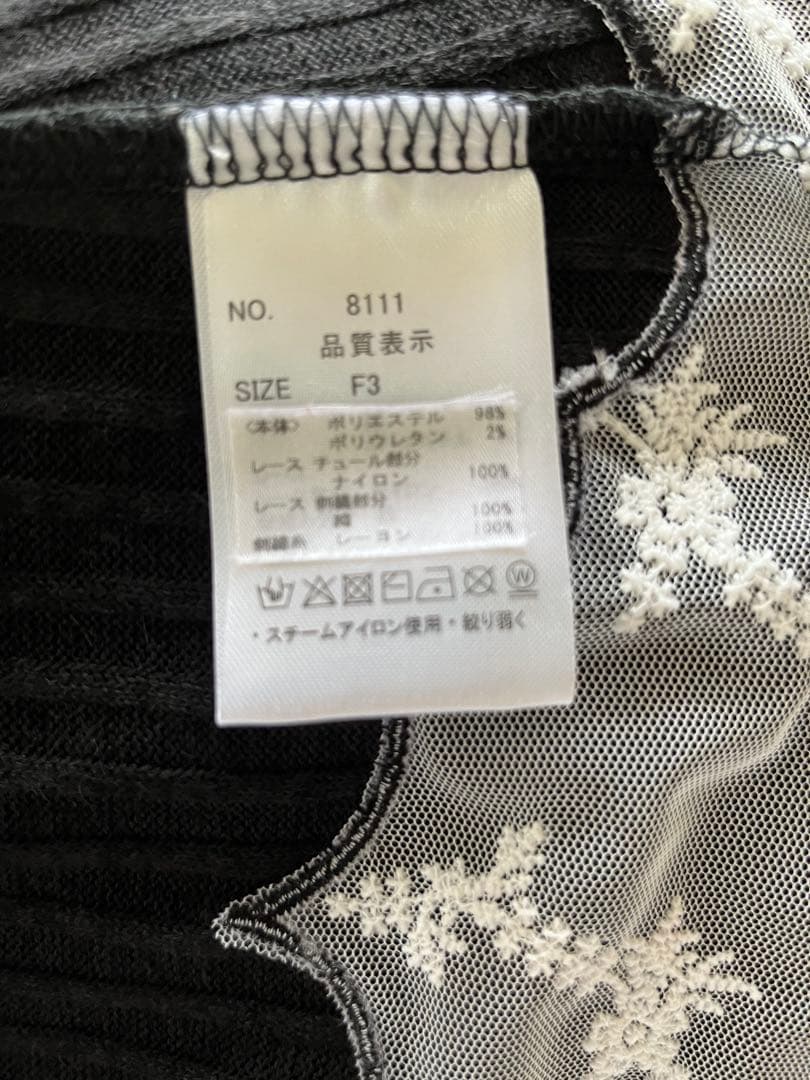 NO. 8111
品質表示
SIZE F3
〈本体〉 ポリエステル 98%
ポリウレタン 2%
レース チュール部分
ナイロン 100%
レース 刺繍部分
綿 100%
刺繍糸 レーヨン 100%
W
・スチームアイロン使用・絞り弱く